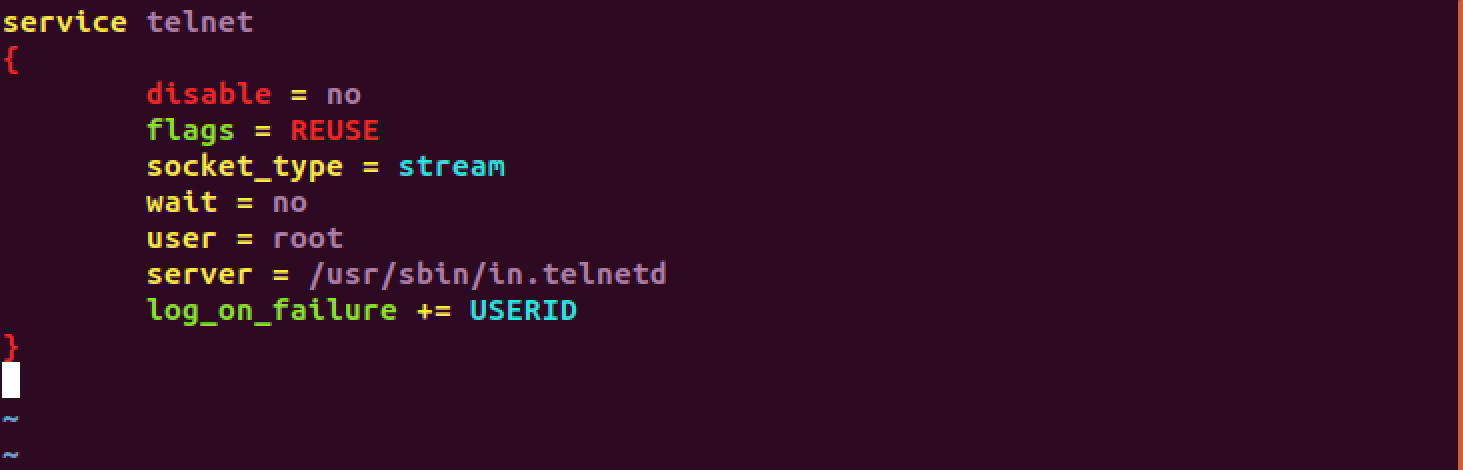 service telnet
{
        disable = no
        flags = REUSE
        socket_type = stream
        wait = no
        user = root
        server = /usr/sbin/in.telnetd
        log_on_failure += USERID
}
~
~